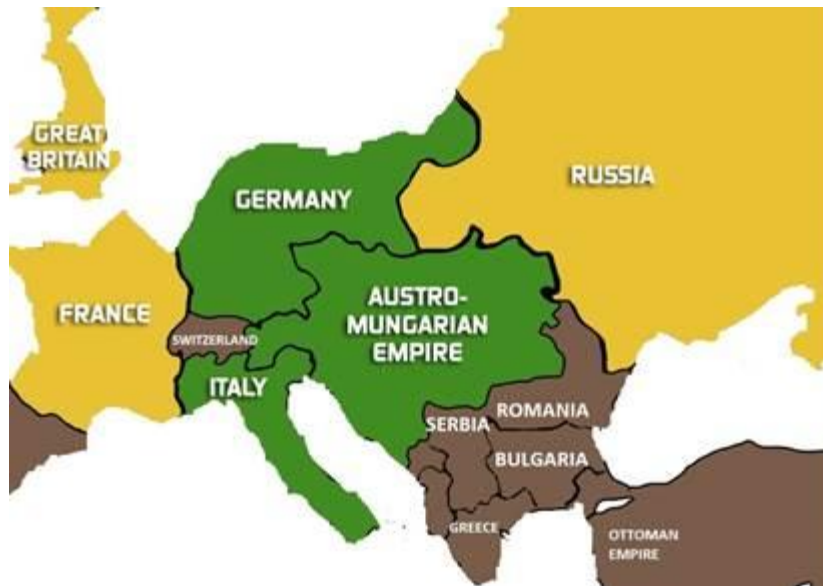 GREAT
BRITAIN
GERMANY
RUSSIA
FRANCE
SWITZERLAND
AUSTRO-
MUNGARIAN
EMPIRE
ITALY
SERBIA
ROMANIA
BULGARIA
GREECE
OTTOMAN
EMPIRE